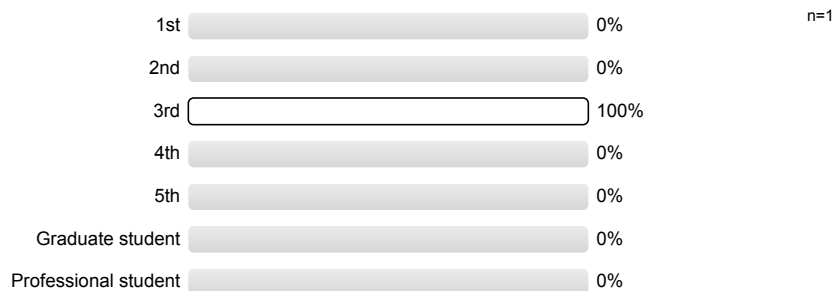 1st 0% n=1
2nd 0%
3rd 100%
4th 0%
5th 0%
Graduate student 0%
Professional student 0%